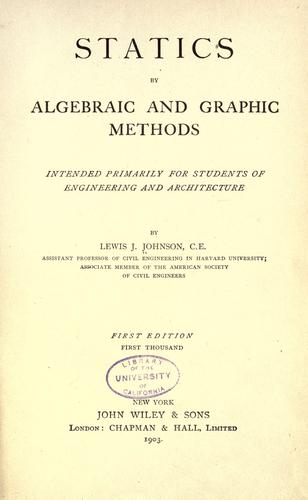 STATICS
BY
ALGEBRAIC AND GRAPHIC
METHODS
INTENDED PRIMARILY FOR STUDENTS OF
ENGINEERING AND ARCHITECTURE
BY
LEWIS J. JOHNSON, C.E.
ASSISTANT PROFESSOR OF CIVIL ENGINEERING IN HARVARD UNIVERSITY;
ASSOCIATE MEMBER OF THE AMERICAN SOCIETY
OF CIVIL ENGINEERS
FIRST EDITION
FIRST THOUSAND
LIBRARY
OF THE
UNIVERSITY
OF
CALIFORNIA
NEW YORK
JOHN WILEY & SONS
LONDON: CHAPMAN & HALL, LIMITED
1903.